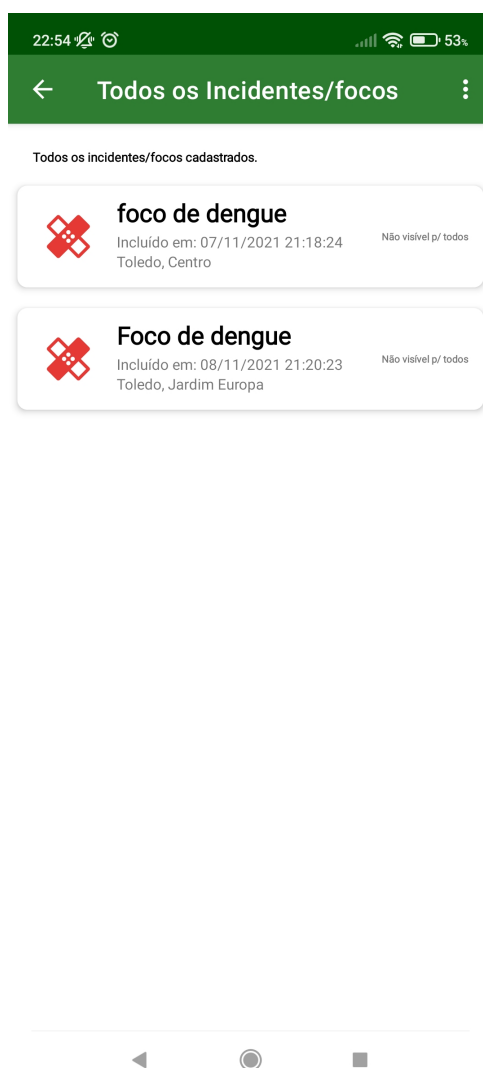 22:54
53%
Todos os Incidentes/focos
Todos os incidentes/focos cadastrados.
foco de dengue
Incluído em: 07/11/2021 21:18:24
Não visível p/ todos
Toledo, Centro
Foco de dengue
Incluído em: 08/11/2021 21:20:23
Não visível p/ todos
Toledo, Jardim Europa